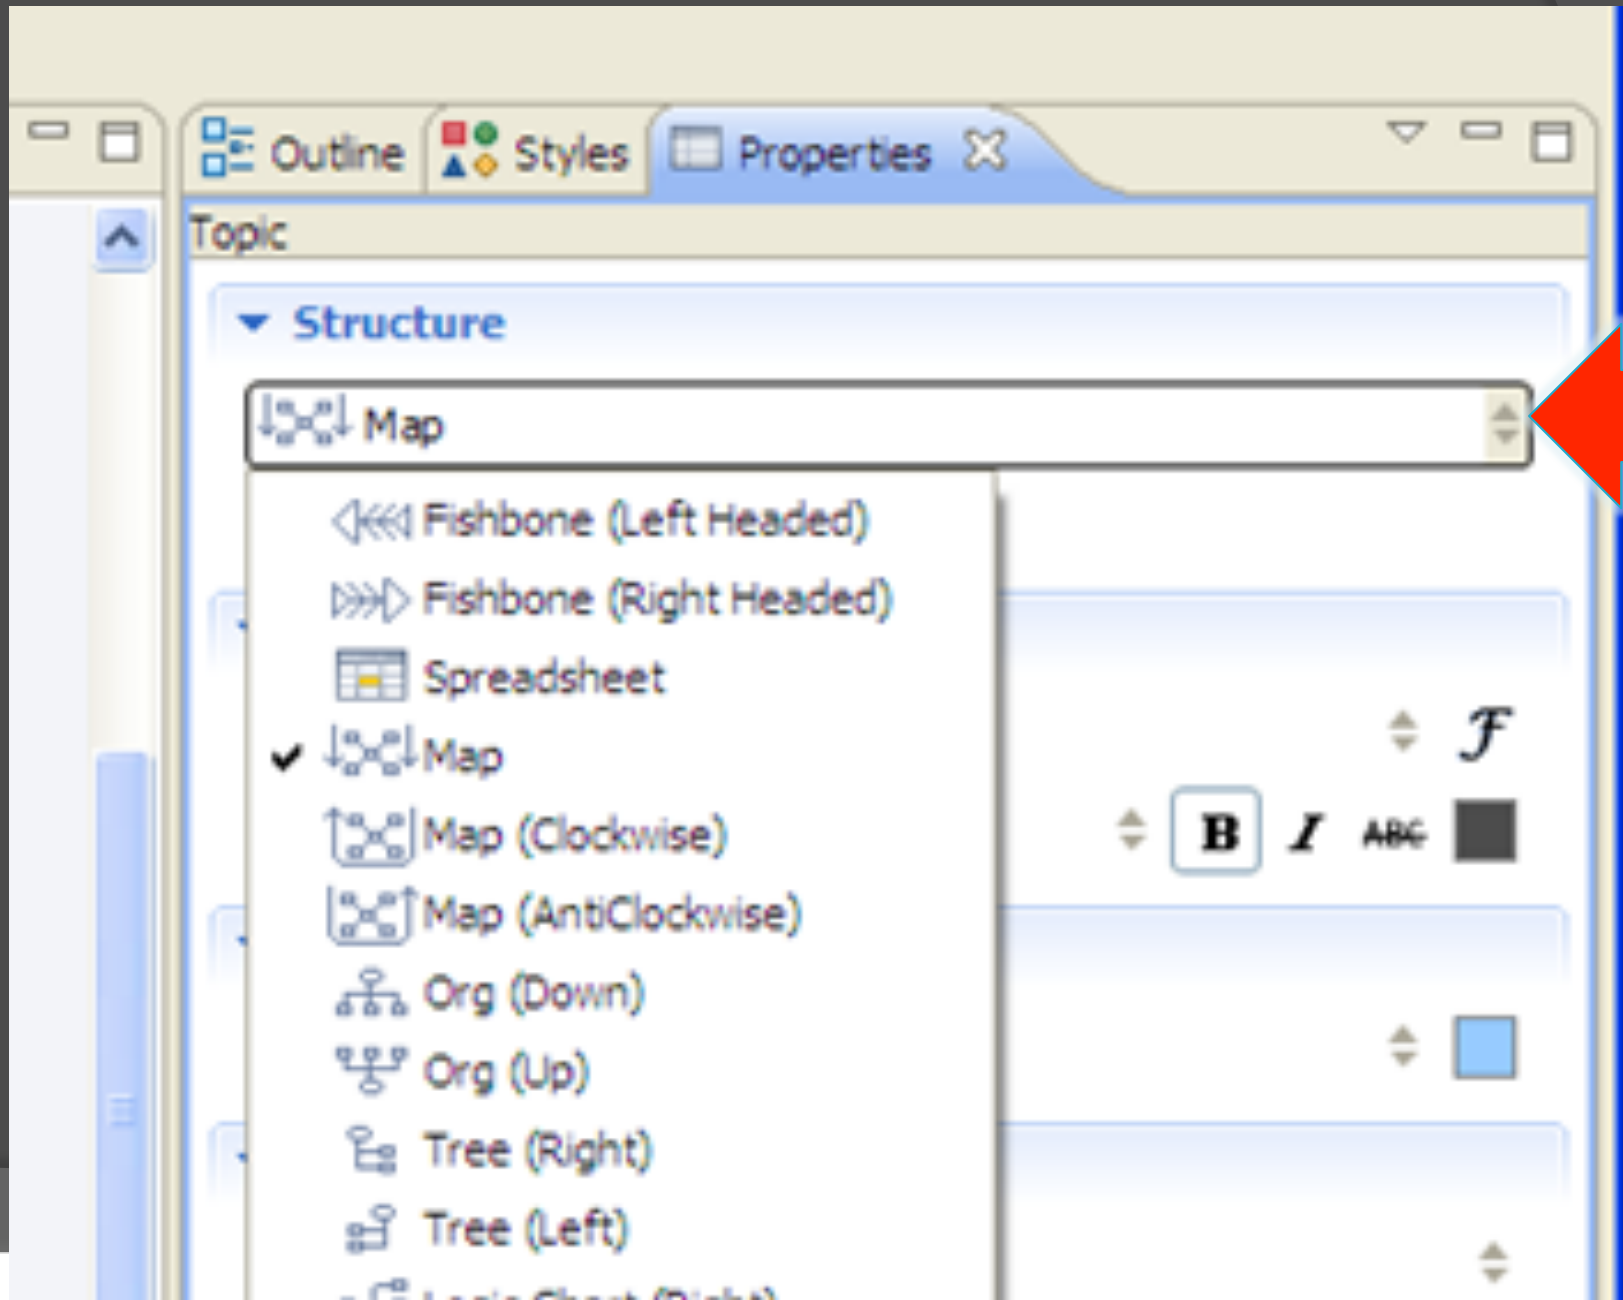 Outline Styles Properties
Topic
Structure
Map
Fishbone (Left Headed)
Fishbone (Right Headed)
Spreadsheet
Map
Map (Clockwise)
B I ABC
Map (AntiClockwise)
Org (Down)
Org (Up)
Tree (Right)
Tree (Left)